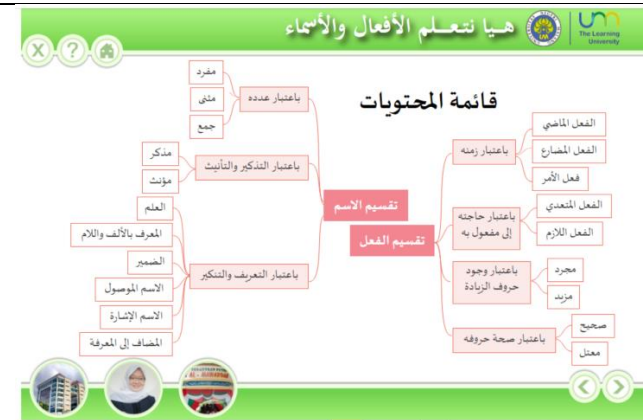 هيا نتعلم الأفعال والأسماء
The Learning
University
قائمة المحتويات
تقسيم الفعل
باعتبار زمنه
الفعل الماضي
الفعل المضارع
فعل الأمر
باعتبار حاجته
إلى مفعول به
الفعل المتعدي
الفعل اللازم
باعتبار وجود
حروف الزيادة
مجرد
مزيد
باعتبار صحة حروفه
صحيح
معتل
تقسيم الاسم
باعتبار عدده
مفرد
مثنى
جمع
باعتبار التذكير والتأنيث
مذكر
مؤنث
باعتبار التعريف والتنكير
العلم
المعرف بالألف واللام
الضمير
الاسم الموصول
الاسم الإشارة
المضاف إلى المعرفة
X
?